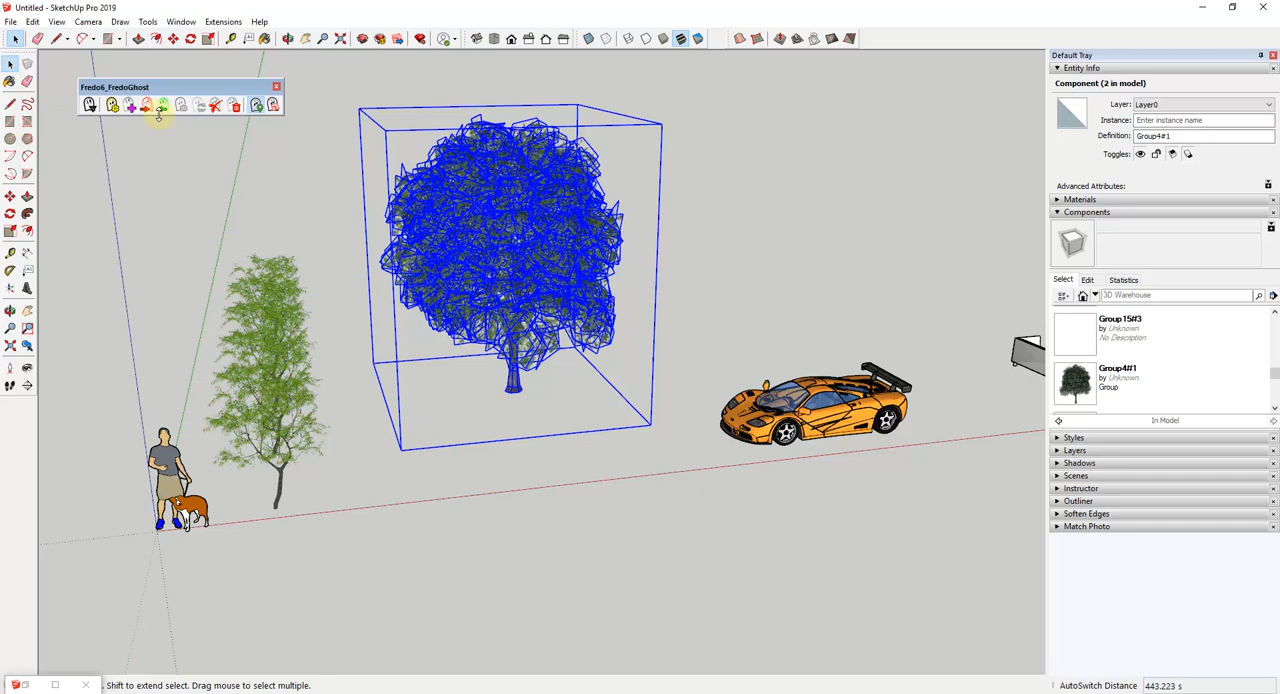 Untitled - SketchUp Pro 2019
File Edit View Camera Draw Tools Window Extensions Help
Fredo6_FredoGhost
Default Tray
Entity Info
Component (2 in model)
Layer: Layer0
Instance: Enter instance name
Definition: Group4#1
Toggles:
Advanced Attributes:
Materials
Components
Select Edit Statistics
3D Warehouse
Group15#3
by Unknown
No Description
Group4#1
by Unknown
Group
In Model
Styles
Layers
Shadows
Scenes
Instructor
Outliner
Soften Edges
Match Photo
Shift to extend select. Drag mouse to select multiple.
AutoSwitch Distance 443.223 s